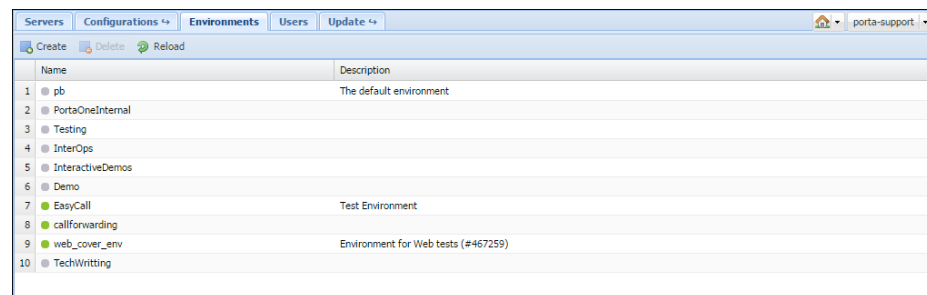 Servers Configurations ↪ Environments Users Update ↪ porta-support
Create Delete Reload
Name Description
1 pb The default environment
2 PortaOneInternal
3 Testing
4 InterOps
5 InteractiveDemos
6 Demo
7 EasyCall Test Environment
8 callforwarding
9 web_cover_env Environment for Web tests (#467259)
10 TechWritting